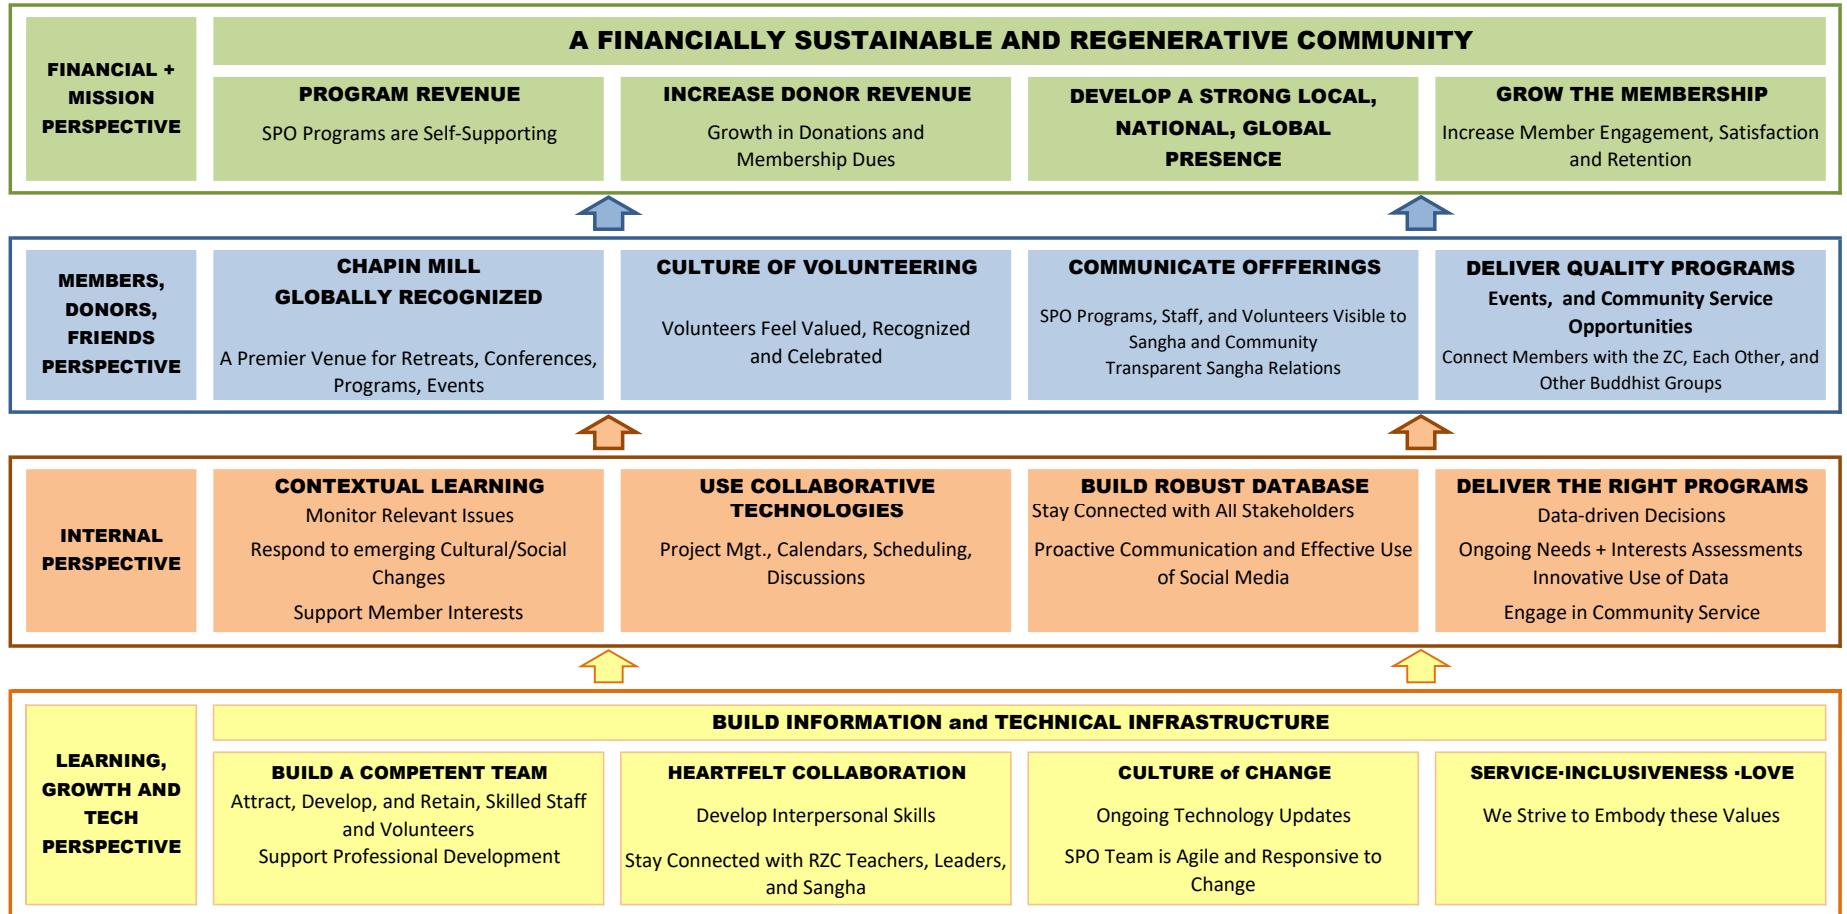 FINANCIAL +
MISSION
PERSPECTIVE
A FINANCIALLY SUSTAINABLE AND REGENERATIVE COMMUNITY
PROGRAM REVENUE
SPO Programs are Self-Supporting
INCREASE DONOR REVENUE
Growth in Donations and
Membership Dues
DEVELOP A STRONG LOCAL,
NATIONAL, GLOBAL
PRESENCE
GROW THE MEMBERSHIP
Increase Member Engagement, Satisfaction
and Retention
MEMBERS,
DONORS,
FRIENDS
PERSPECTIVE
CHAPIN MILL
GLOBALLY RECOGNIZED
A Premier Venue for Retreats, Conferences,
Programs, Events
CULTURE OF VOLUNTEERING
Volunteers Feel Valued, Recognized
and Celebrated
COMMUNICATE OFFFERINGS
SPO Programs, Staff, and Volunteers Visible to
Sangha and Community
Transparent Sangha Relations
DELIVER QUALITY PROGRAMS
Events, and Community Service
Opportunities
Connect Members with the ZC, Each Other, and
Other Buddhist Groups
INTERNAL
PERSPECTIVE
CONTEXTUAL LEARNING
Monitor Relevant Issues
Respond to emerging Cultural/Social
Changes
Support Member Interests
USE COLLABORATIVE
TECHNOLOGIES
Project Mgt., Calendars, Scheduling,
Discussions
BUILD ROBUST DATABASE
Stay Connected with All Stakeholders
Proactive Communication and Effective Use
of Social Media
DELIVER THE RIGHT PROGRAMS
Data-driven Decisions
Ongoing Needs + Interests Assessments
Innovative Use of Data
Engage in Community Service
LEARNING,
GROWTH AND
TECH
PERSPECTIVE
BUILD INFORMATION and TECHNICAL INFRASTRUCTURE
BUILD A COMPETENT TEAM
Attract, Develop, and Retain, Skilled Staff
and Volunteers
Support Professional Development
HEARTFELT COLLABORATION
Develop Interpersonal Skills
Stay Connected with RZC Teachers, Leaders,
and Sangha
CULTURE of CHANGE
Ongoing Technology Updates
SPO Team is Agile and Responsive to
Change
SERVICE·INCLUSIVENESS ·LOVE
We Strive to Embody these Values